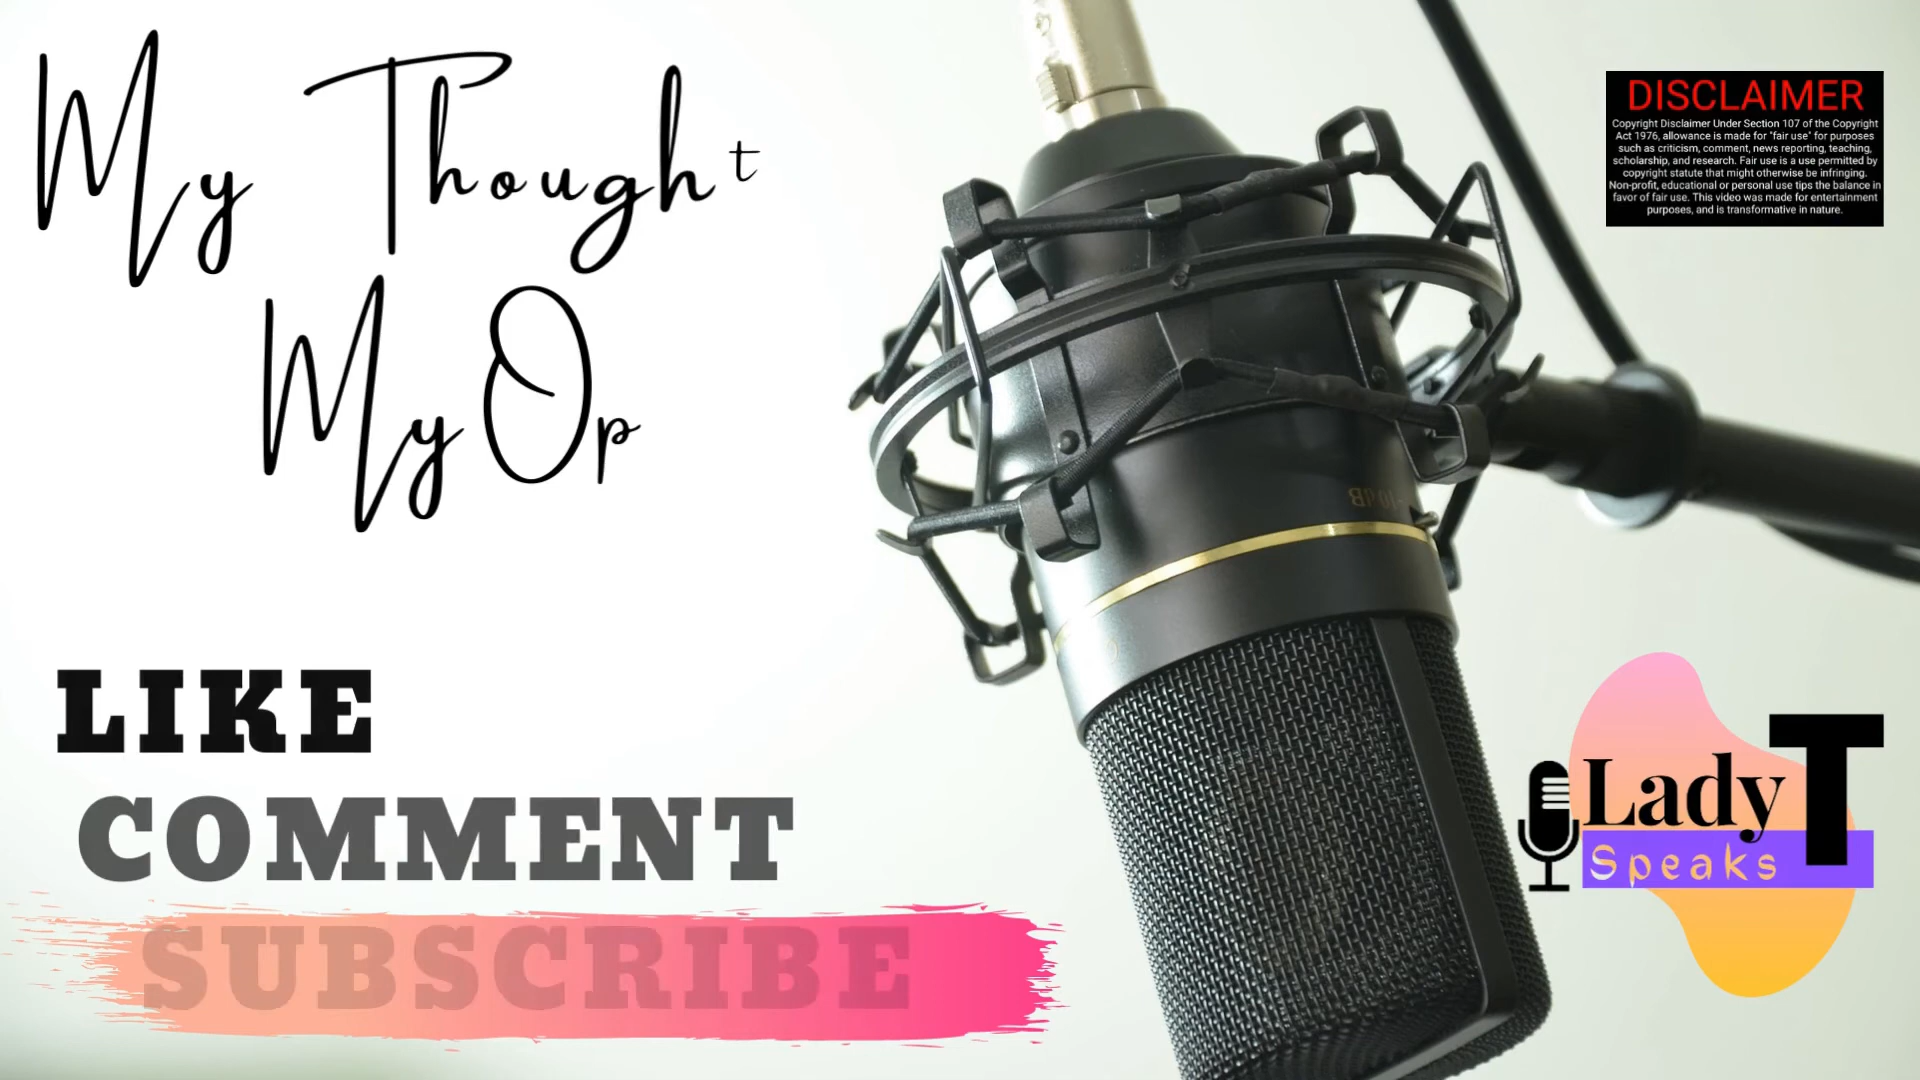 My Thought
My Op
LIKE
COMMENT
SUBSCRIBE
DISCLAIMER
Copyright Disclaimer Under Section 107 of the Copyright
Act 1976, allowance is made for "fair use" for purposes
such as criticism, comment, news reporting, teaching,
scholarship, and research. Fair use is a use permitted by
copyright statute that might otherwise be infringing.
Non-profit, educational or personal use tips the balance in
favor of fair use. This video was made for entertainment
purposes, and is transformative in nature.
Lady T
Speaks